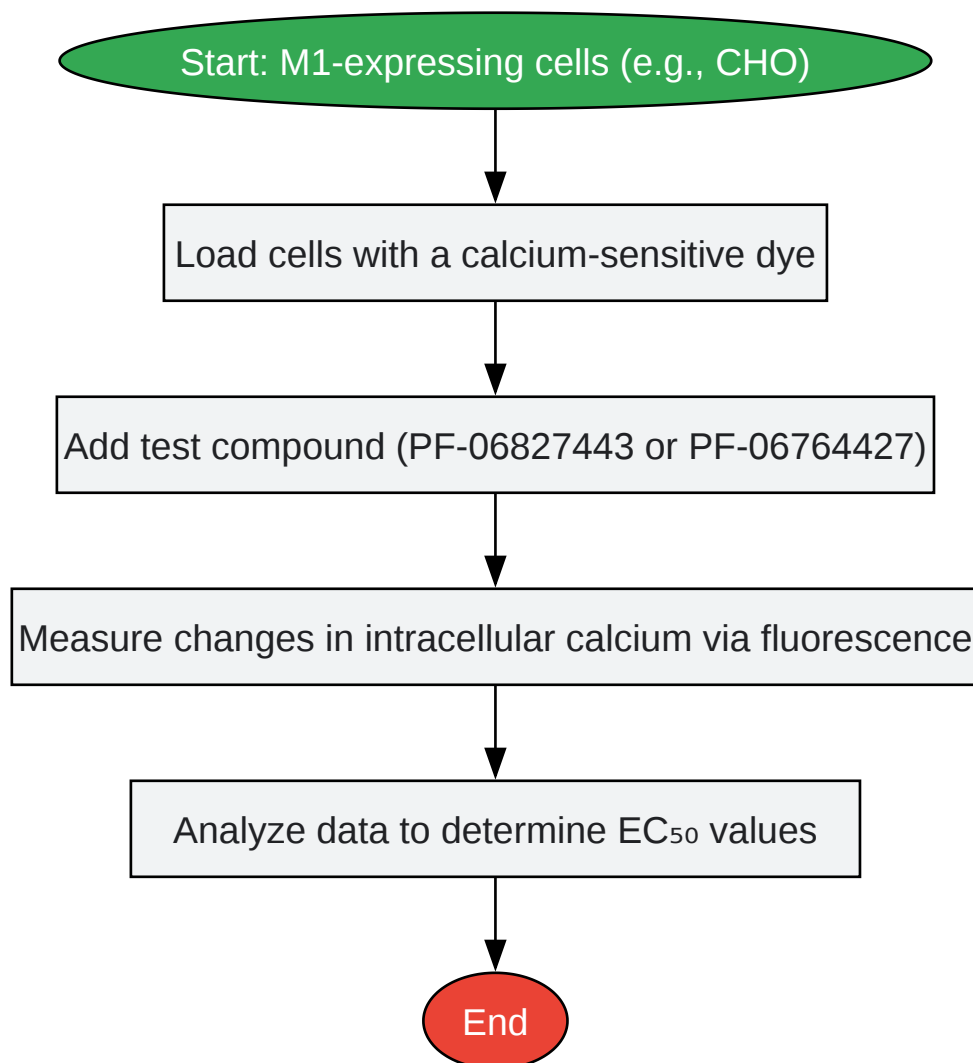 Start: M1-expressing cells (e.g., CHO)
Load cells with a calcium-sensitive dye
Add test compound (PF-06827443 or PF-06764427)
Measure changes in intracellular calcium via fluorescence
Analyze data to determine EC₅₀ values
End